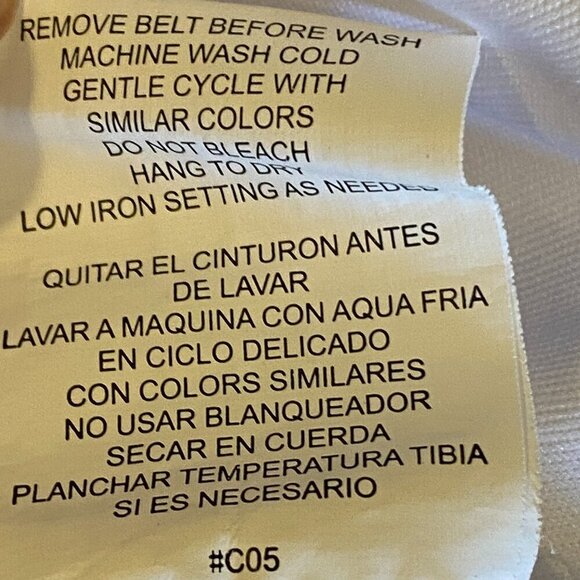 REMOVE BELT BEFORE WASH
MACHINE WASH COLD
GENTLE CYCLE WITH
SIMILAR COLORS
DO NOT BLEACH
HANG TO DRY
LOW IRON SETTING AS NEEDED
QUITAR EL CINTURON ANTES
DE LAVAR
LAVAR A MAQUINA CON AQUA FRIA
EN CICLO DELICADO
CON COLORS SIMILARES
NO USAR BLANQUEADOR
SECAR EN CUERDA
PLANCHAR TEMPERATURA TIBIA
SI ES NECESARIO
#C05